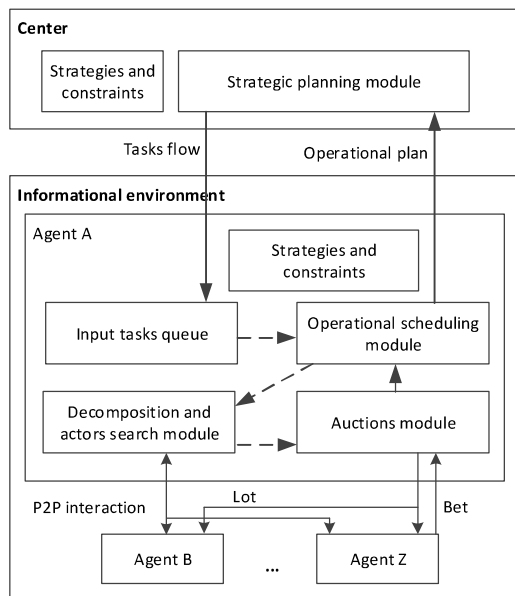 Center
Strategies and
constraints
Strategic planning module
Tasks flow
Operational plan
Informational environment
Agent A
Strategies and
constraints
Input tasks queue
Operational scheduling
module
Decomposition and
actors search module
Auctions module
P2P interaction
Lot
Bet
Agent B
...
Agent Z